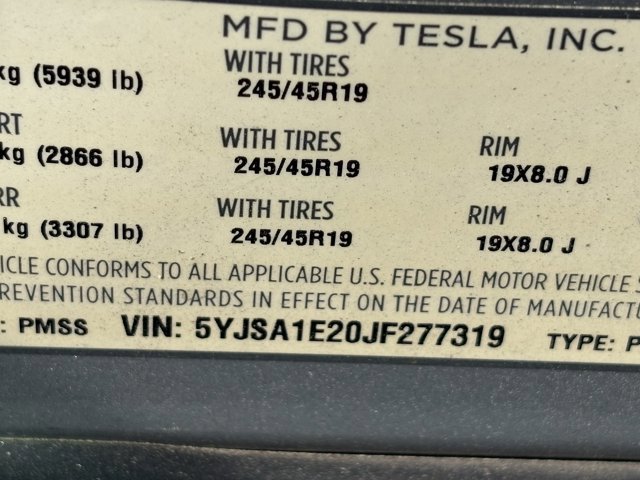 MFD BY TESLA, INC.
kg (5939 lb) WITH TIRES 245/45R19
RT
kg (2866 lb) WITH TIRES 245/45R19 RIM 19X8.0 J
RR
kg (3307 lb) WITH TIRES 245/45R19 RIM 19X8.0 J
ICLE CONFORMS TO ALL APPLICABLE U.S. FEDERAL MOTOR VEHICLE S
REVENTION STANDARDS IN EFFECT ON THE DATE OF MANUFACTU
: PMSS VIN: 5YJSA1E20JF277319 TYPE: P